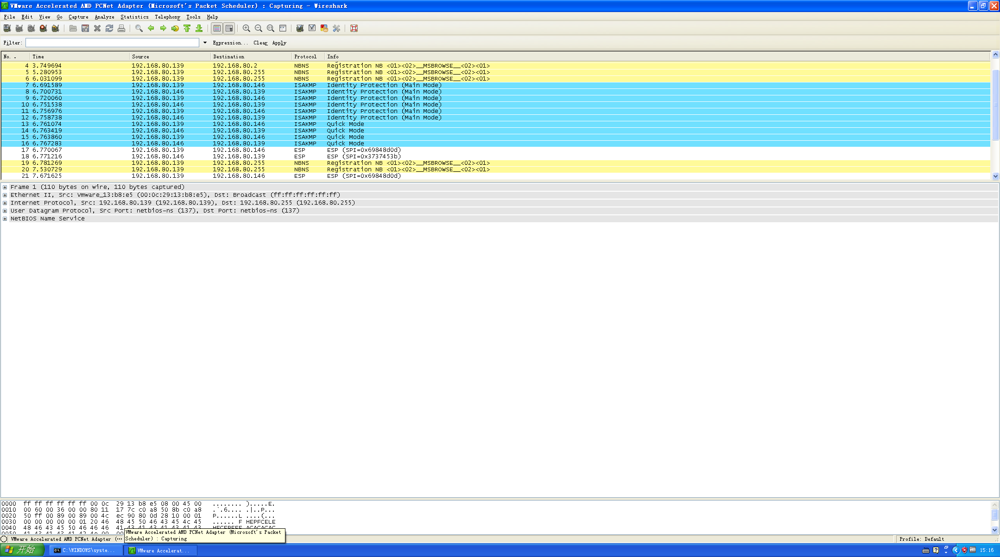 VMware Accelerated AMD PCNet Adapter (Microsoft's Packet Scheduler) : Capturing - Wireshark
File Edit View Go Capture Analyze Statistics Telephony Tools Help
Filter: Expression... Clear Apply
No. Time Source Destination Protocol Info
4 3.749694 192.168.80.139 192.168.80.2 NBNS Registration NB <01><02>__MSBROWSE__<02><01>
5 5.280953 192.168.80.139 192.168.80.255 NBNS Registration NB <01><02>__MSBROWSE__<02><01>
6 6.031099 192.168.80.139 192.168.80.255 NBNS Registration NB <01><02>__MSBROWSE__<02><01>
7 6.691589 192.168.80.139 192.168.80.146 ISAKMP Identity Protection (Main Mode)
8 6.700731 192.168.80.146 192.168.80.139 ISAKMP Identity Protection (Main Mode)
9 6.720060 192.168.80.139 192.168.80.146 ISAKMP Identity Protection (Main Mode)
10 6.751538 192.168.80.146 192.168.80.139 ISAKMP Identity Protection (Main Mode)
11 6.756976 192.168.80.139 192.168.80.146 ISAKMP Identity Protection (Main Mode)
12 6.758738 192.168.80.146 192.168.80.139 ISAKMP Identity Protection (Main Mode)
13 6.761074 192.168.80.139 192.168.80.146 ISAKMP Quick Mode
14 6.763419 192.168.80.146 192.168.80.139 ISAKMP Quick Mode
15 6.763860 192.168.80.139 192.168.80.146 ISAKMP Quick Mode
16 6.767283 192.168.80.146 192.168.80.139 ISAKMP Quick Mode
17 6.770067 192.168.80.139 192.168.80.146 ESP ESP (SPI=0x69848d0d)
18 6.771216 192.168.80.146 192.168.80.139 ESP ESP (SPI=0x3737453b)
19 6.781269 192.168.80.139 192.168.80.255 NBNS Registration NB <01><02>__MSBROWSE__<02><01>
20 7.530729 192.168.80.139 192.168.80.255 NBNS Registration NB <01><02>__MSBROWSE__<02><01>
21 7.671625 192.168.80.139 192.168.80.146 ESP ESP (SPI=0x69848d0d)
Frame 1 (110 bytes on wire, 110 bytes captured)
Ethernet II, Src: Vmware_13:b8:e5 (00:0c:29:13:b8:e5), Dst: Broadcast (ff:ff:ff:ff:ff:ff)
Internet Protocol, Src: 192.168.80.139 (192.168.80.139), Dst: 192.168.80.255 (192.168.80.255)
User Datagram Protocol, Src Port: netbios-ns (137), Dst Port: netbios-ns (137)
NetBIOS Name Service
0000 ff ff ff ff ff ff 00 0c 29 13 b8 e5 08 00 45 00 ........ ).....E.
0010 00 60 00 36 00 00 80 11 17 7c c0 a8 50 8b c0 a8 .`.6.... .|..P...
0020 50 ff 00 89 00 89 00 4c ec 90 80 0d 28 10 00 01 P......L ....(...
0030 00 00 00 00 00 01 20 46 48 45 50 46 43 45 4c 45 ...... F HEPFCELE
0040 48 46 43 45 50 46 46 46 41 43 41 43 41 43 41 43 HFCEPFFF ACACACAC
VMware Accelerated AMD PCNet Adapter (Microsoft's Packet
Scheduler) : Capturing
VMware Accelerated AMD PCNet Adapter (... Profile: Default
开始 C:\WINDOWS\syste... VMware Accelerat... 15:16